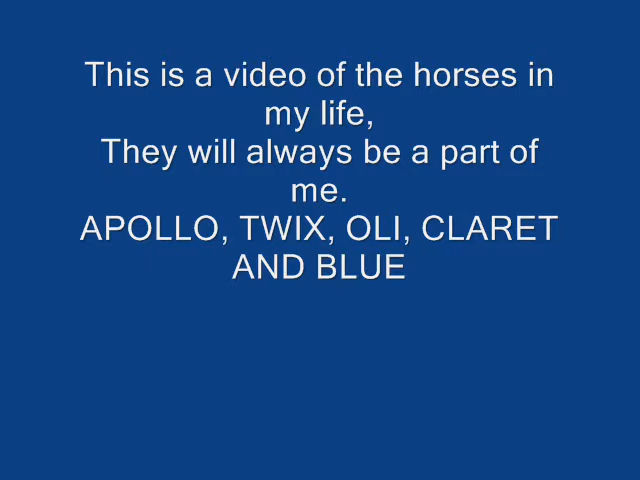 This is a video of the horses in
my life,
They will always be a part of
me.
APOLLO, TWIX, OLI, CLARET
AND BLUE